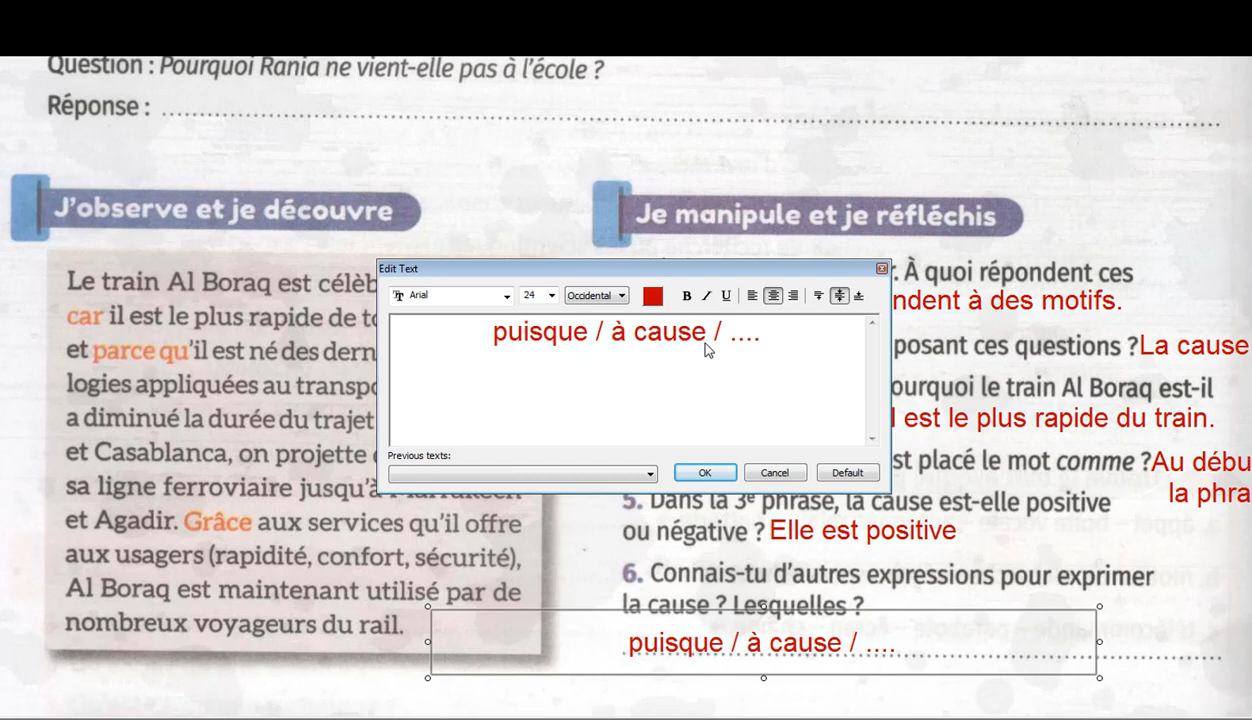 Question : Pourquoi Rania ne vient-elle pas à l'école ?
Réponse :
J'observe et je découvre
Le train Al Boraq est célèb
car il est le plus rapide de to
et parce qu'il est né des dern
logies appliquées au transpo
a diminué la durée du trajet
et Casablanca, on projette
sa ligne ferroviaire jusqu'à
et Agadir. Grâce aux services qu'il offre
aux usagers (rapidité, confort, sécurité),
Al Boraq est maintenant utilisé par de
nombreux voyageurs du rail.
Je manipule et je réfléchis
. À quoi répondent ces
ndent à des motifs.
posant ces questions ? La cause
ourquoi le train Al Boraq est-il
l est le plus rapide du train.
st placé le mot comme ? Au débu
la phra
5. Dans la 3e phrase, la cause est-elle positive
ou négative ? Elle est positive
6. Connais-tu d'autres expressions pour exprimer
la cause ? Lesquelles ?
puisque / à cause / ....
Edit Text
Arial 24 Occidental B I U
puisque / à cause / ....
Previous texts:
OK Cancel Default